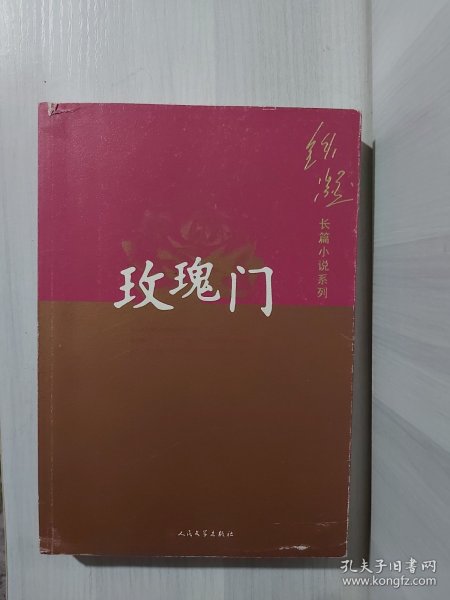 铁凝
长篇小说系列
玫瑰门
人民文学出版社
孔夫子旧书网
www.kongfz.com